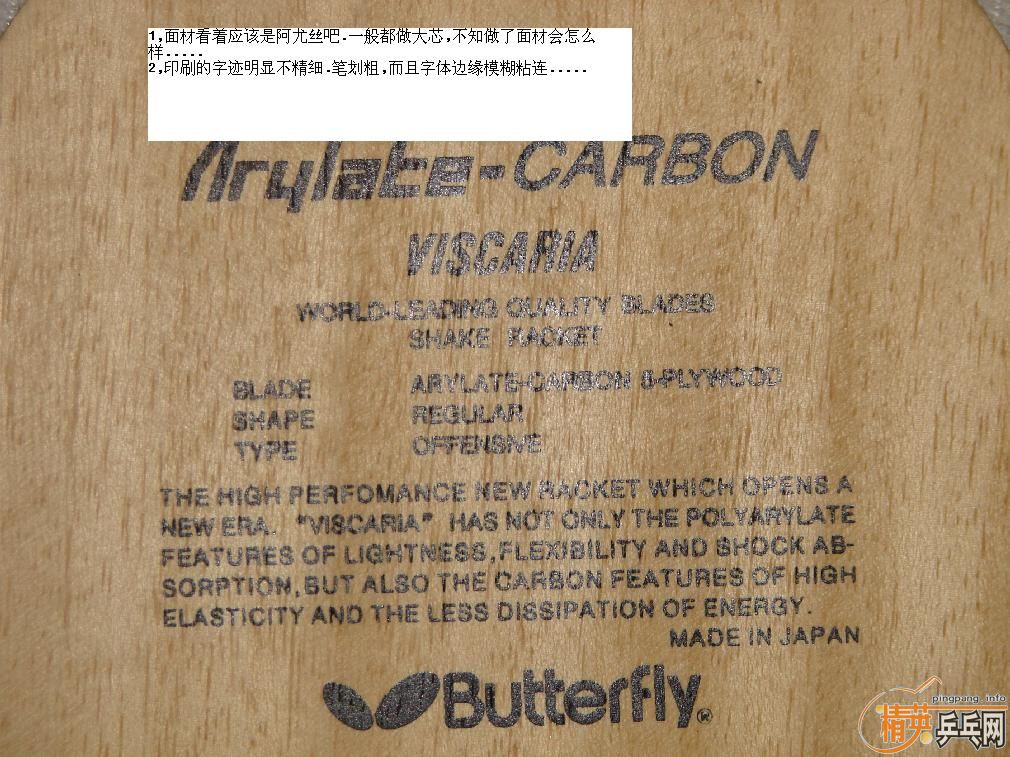 1,面材看着应该是阿尤丝吧.一般都做大芯,不知做了面材会怎么
样.....
2,印刷的字迹明显不精细.笔划粗,而且字体边缘模糊粘连.....
Arylate-CARBON
VISCARIA
WORLD-LEADING QUALITY BLADES
SHAKE RACKET
BLADE ARYLATE-CARBON 5-PLYWOOD
SHAPE REGULAR
TYPE OFFENSIVE
THE HIGH PERFOMANCE NEW RACKET WHICH OPENS A
NEW ERA. "VISCARIA" HAS NOT ONLY THE POLYARYLATE
FEATURES OF LIGHTNESS,FLEXIBILITY AND SHOCK AB-
SORPTION,BUT ALSO THE CARBON FEATURES OF HIGH
ELASTICITY AND THE LESS DISSIPATION OF ENERGY.
MADE IN JAPAN
Butterfly®
pingpang.info
精英乒乓网